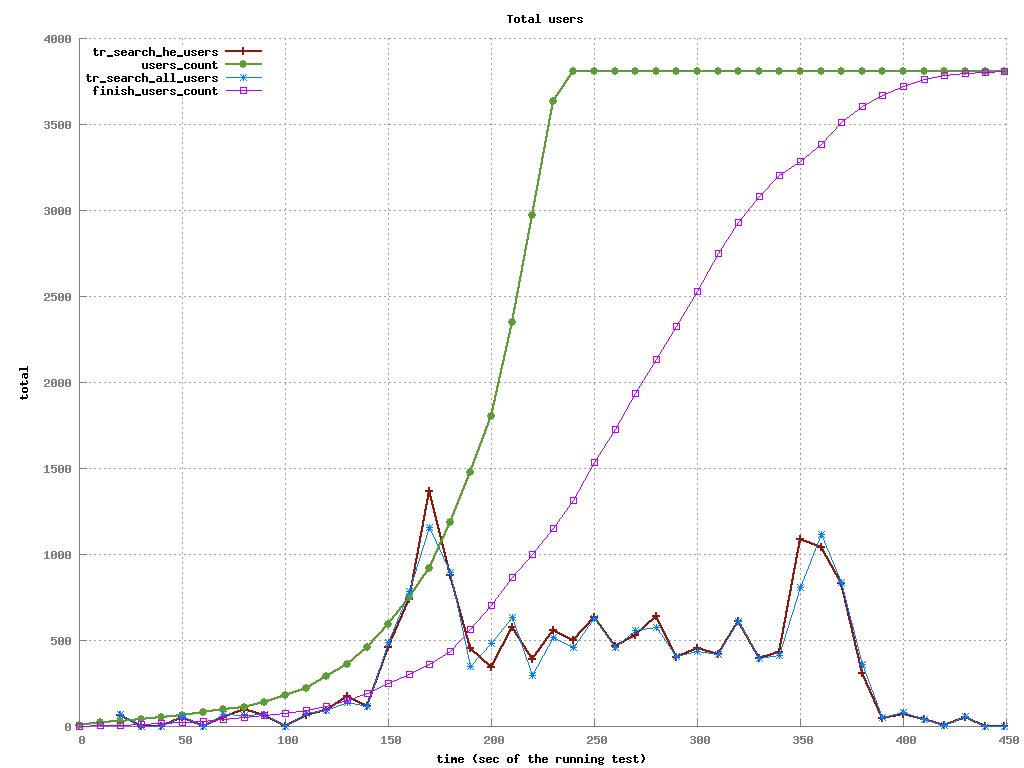 Total users
4000
tr_search_he_users
users_count
tr_search_all_users
finish_users_count
3500
3000
2500
2000
total
1500
1000
500
0
0 50 100 150 200 250 300 350 400 450
time (sec of the running test)